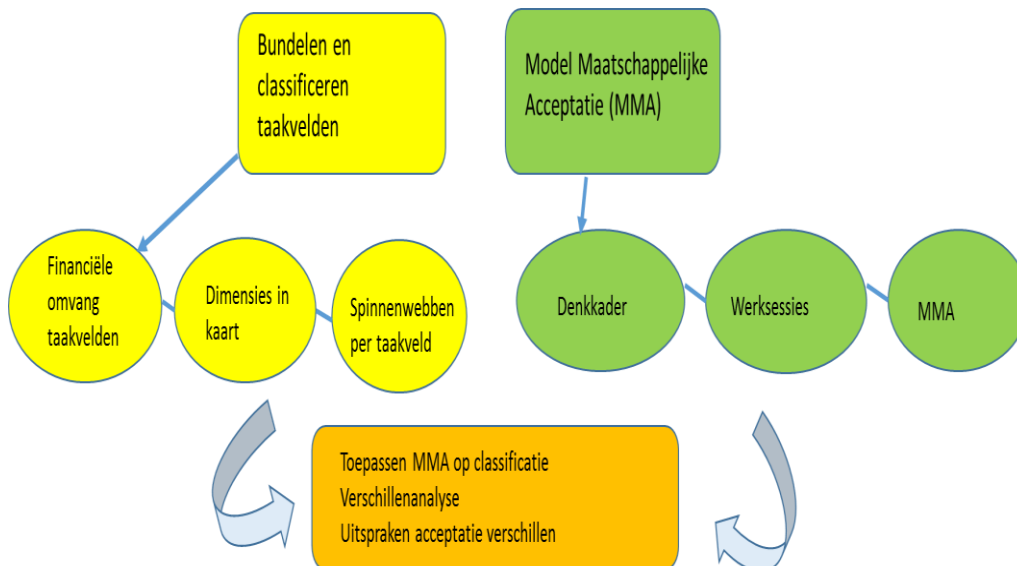 Bundelen en
classificeren
taakvelden
Model Maatschappelijke
Acceptatie (MMA)
Financiële
omvang
taakvelden
Dimensies in
kaart
Spinnenwebben
per taakveld
Denkkader
Werksessies
MMA
Toepassen MMA op classificatie
Verschillenanalyse
Uitspraken acceptatie verschillen